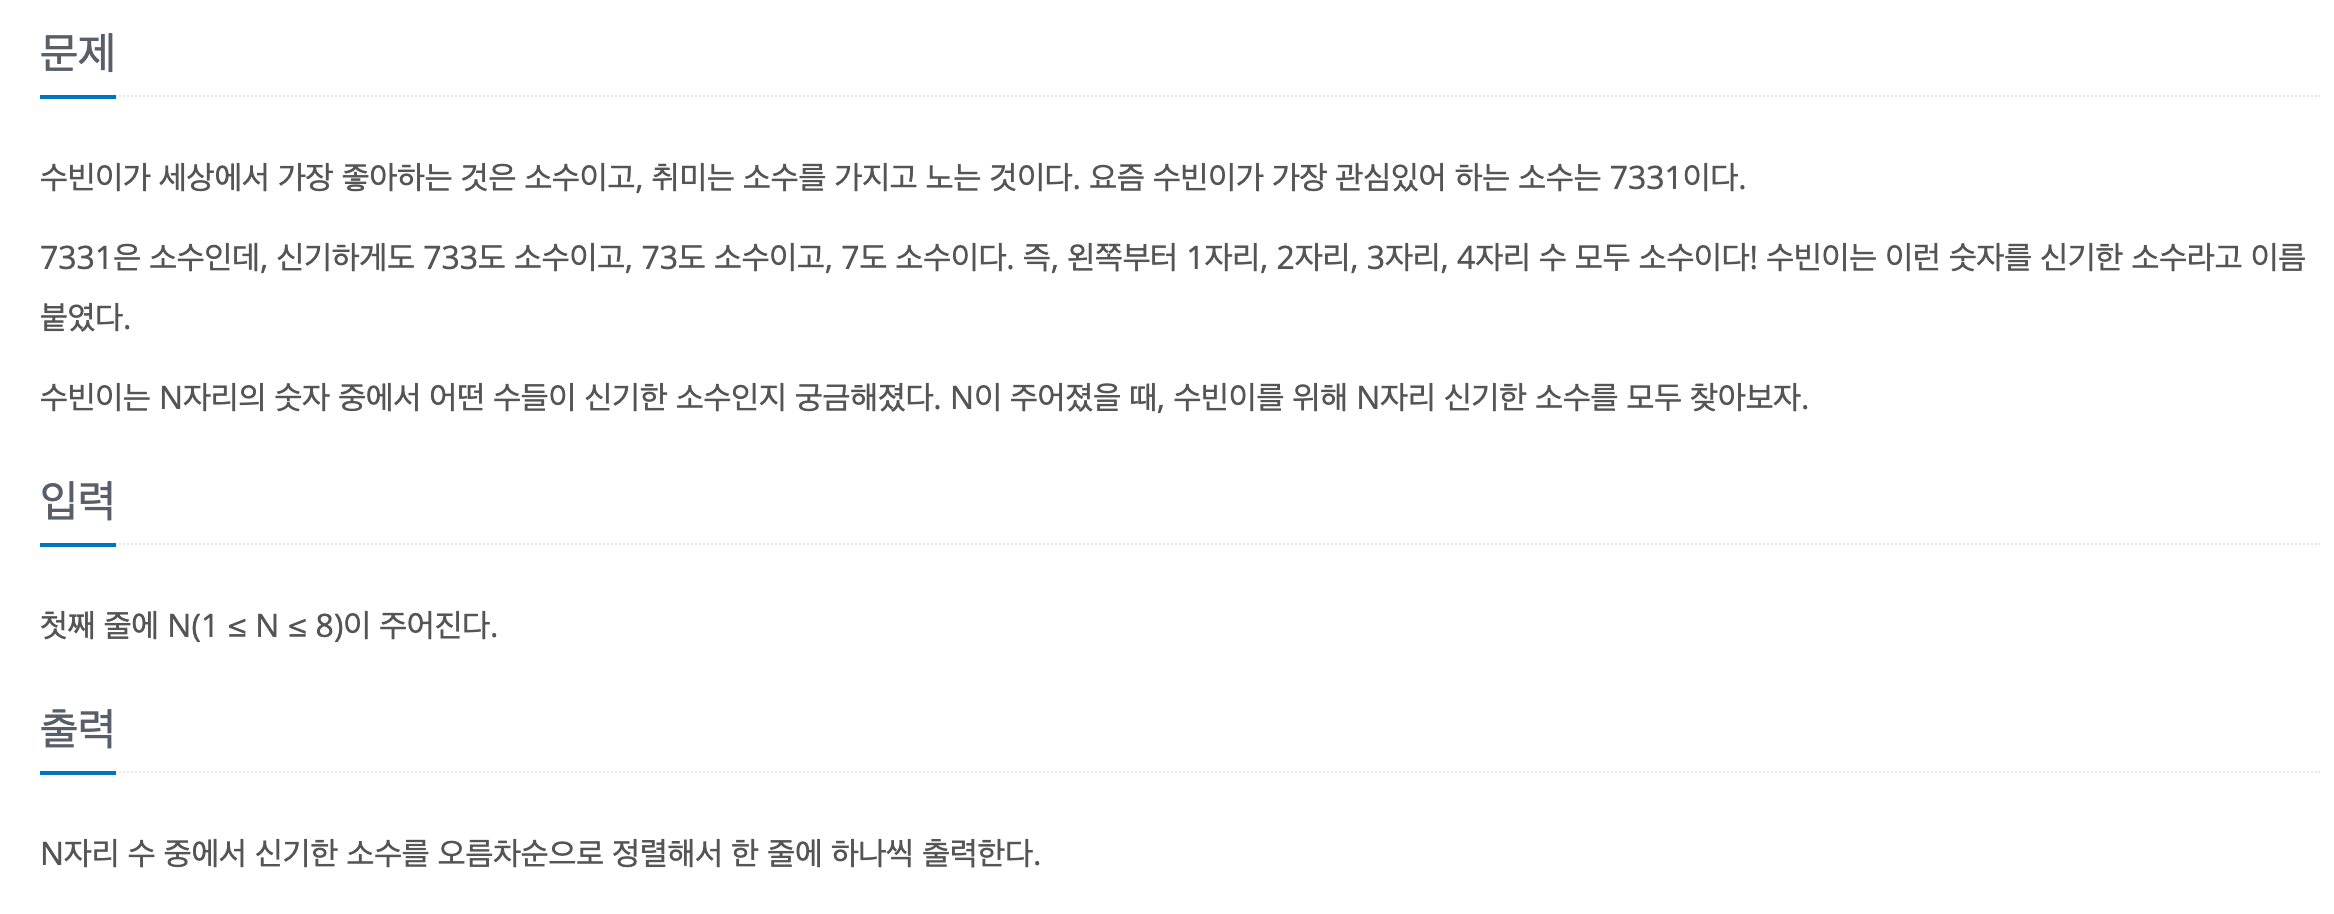 문제
수빈이가 세상에서 가장 좋아하는 것은 소수이고, 취미는 소수를 가지고 노는 것이다. 요즘 수빈이가 가장 관심있어 하는 소수는 7331이다.
7331은 소수인데, 신기하게도 733도 소수이고, 73도 소수이고, 7도 소수이다. 즉, 왼쪽부터 1자리, 2자리, 3자리, 4자리 수 모두 소수이다! 수빈이는 이런 숫자를 신기한 소수라고 이름
붙였다.
수빈이는 N자리의 숫자 중에서 어떤 수들이 신기한 소수인지 궁금해졌다. N이 주어졌을 때, 수빈이를 위해 N자리 신기한 소수를 모두 찾아보자.
입력
첫째 줄에 N(1 ≤ N ≤ 8)이 주어진다.
출력
N자리 수 중에서 신기한 소수를 오름차순으로 정렬해서 한 줄에 하나씩 출력한다.